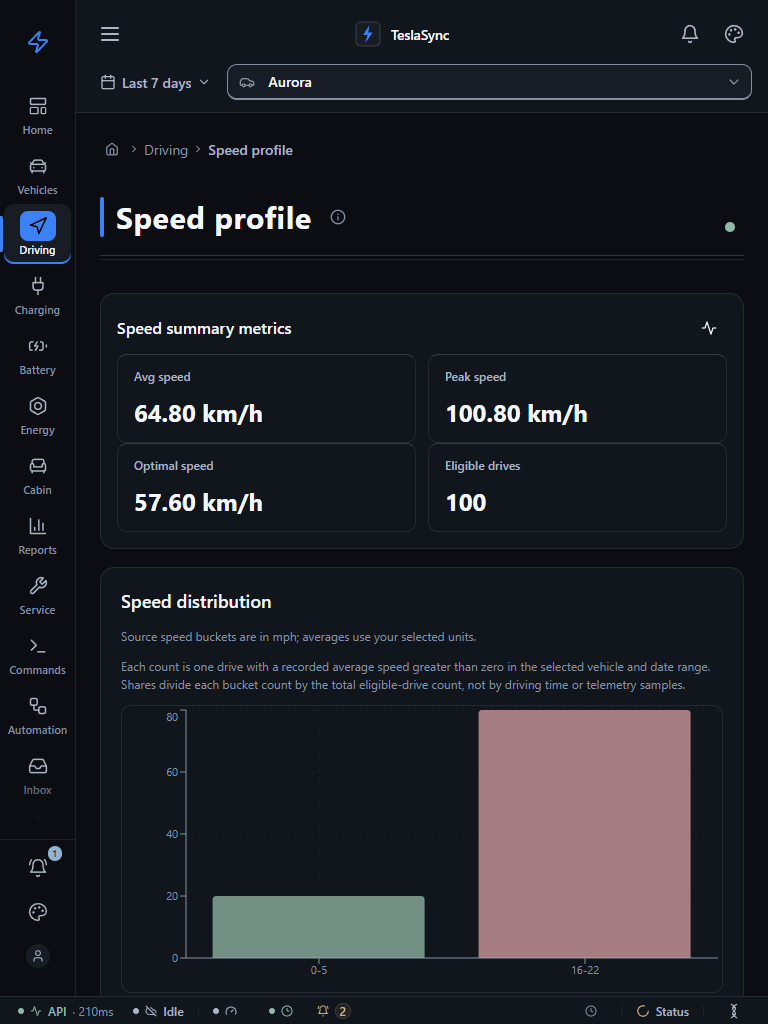 TeslaSync
Last 7 days
Aurora
Home
Vehicles
Driving
Charging
Battery
Energy
Cabin
Reports
Service
Commands
Automation
Inbox
1
Driving
Speed profile
Speed profile
Speed summary metrics
Avg speed
64.80 km/h
Peak speed
100.80 km/h
Optimal speed
57.60 km/h
Eligible drives
100
Speed distribution
Source speed buckets are in mph; averages use your selected units.
Each count is one drive with a recorded average speed greater than zero in the selected vehicle and date range.
Shares divide each bucket count by the total eligible-drive count, not by driving time or telemetry samples.
80
60
40
20
0
0-5
16-22
API · 210ms
Idle
2
Status